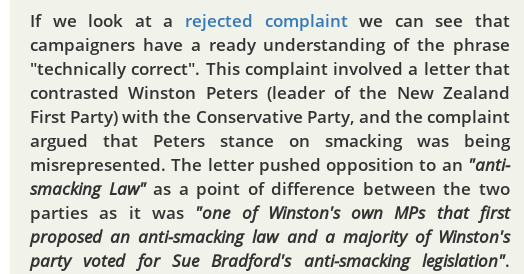 If we look at a rejected complaint we can see that
campaigners have a ready understanding of the phrase
"technically correct". This complaint involved a letter that
contrasted Winston Peters (leader of the New Zealand
First Party) with the Conservative Party, and the complaint
argued that Peters stance on smacking was being
misrepresented. The letter pushed opposition to an "anti-
smacking Law" as a point of difference between the two
parties as it was "one of Winston's own MPs that first
proposed an anti-smacking law and a majority of Winston's
party voted for Sue Bradford's anti-smacking legislation".